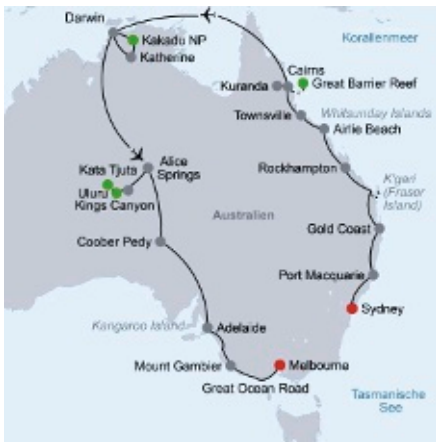 Darwin
Kakadu NP
Katherine
Korallenmeer
Cairns
Kuranda
Great Barrier Reef
Townsville
Whitsunday Islands
Airlie Beach
Kata Tjuta
Alice
Springs
Uluru
Kings Canyon
Rockhampton
K'gari
(Fraser
Island)
Australien
Gold Coast
Coober Pedy
Port Macquarie
Sydney
Kangaroo Island
Adelaide
Mount Gambier
Melbourne
Great Ocean Road
Tasmanische
See